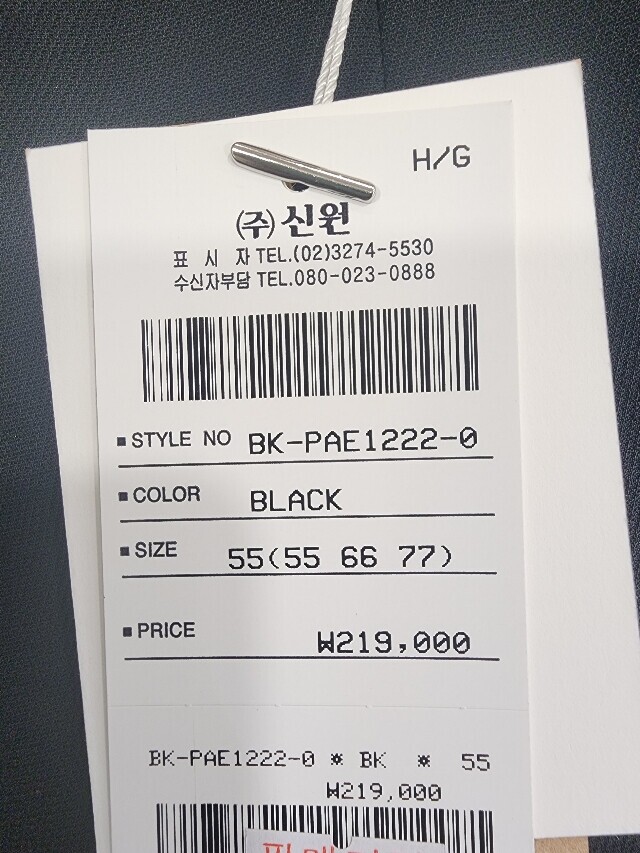 H/G
(주)신원
표 시 자 TEL.(02)3274-5530
수신자부담 TEL.080-023-0888
■ STYLE NO BK-PAE1222-0
■ COLOR BLACK
■ SIZE 55(55 66 77)
■ PRICE ₩219,000
BK-PAE1222-0 * BK * 55
₩219,000